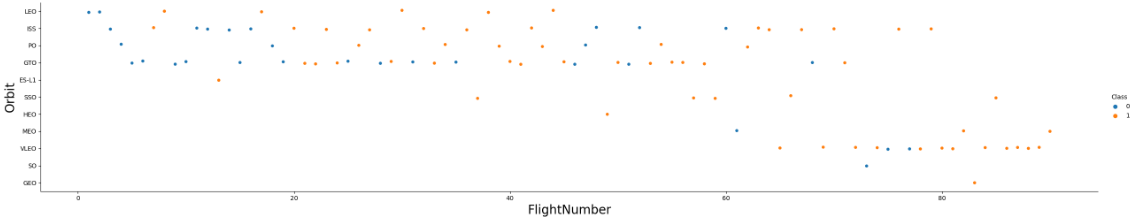 LEO
ISS
PO
GTO
ES-L1
SSO
HEO
MEO
VLEO
SO
GEO
Orbit
0
20
40
60
80
FlightNumber
Class
0
1